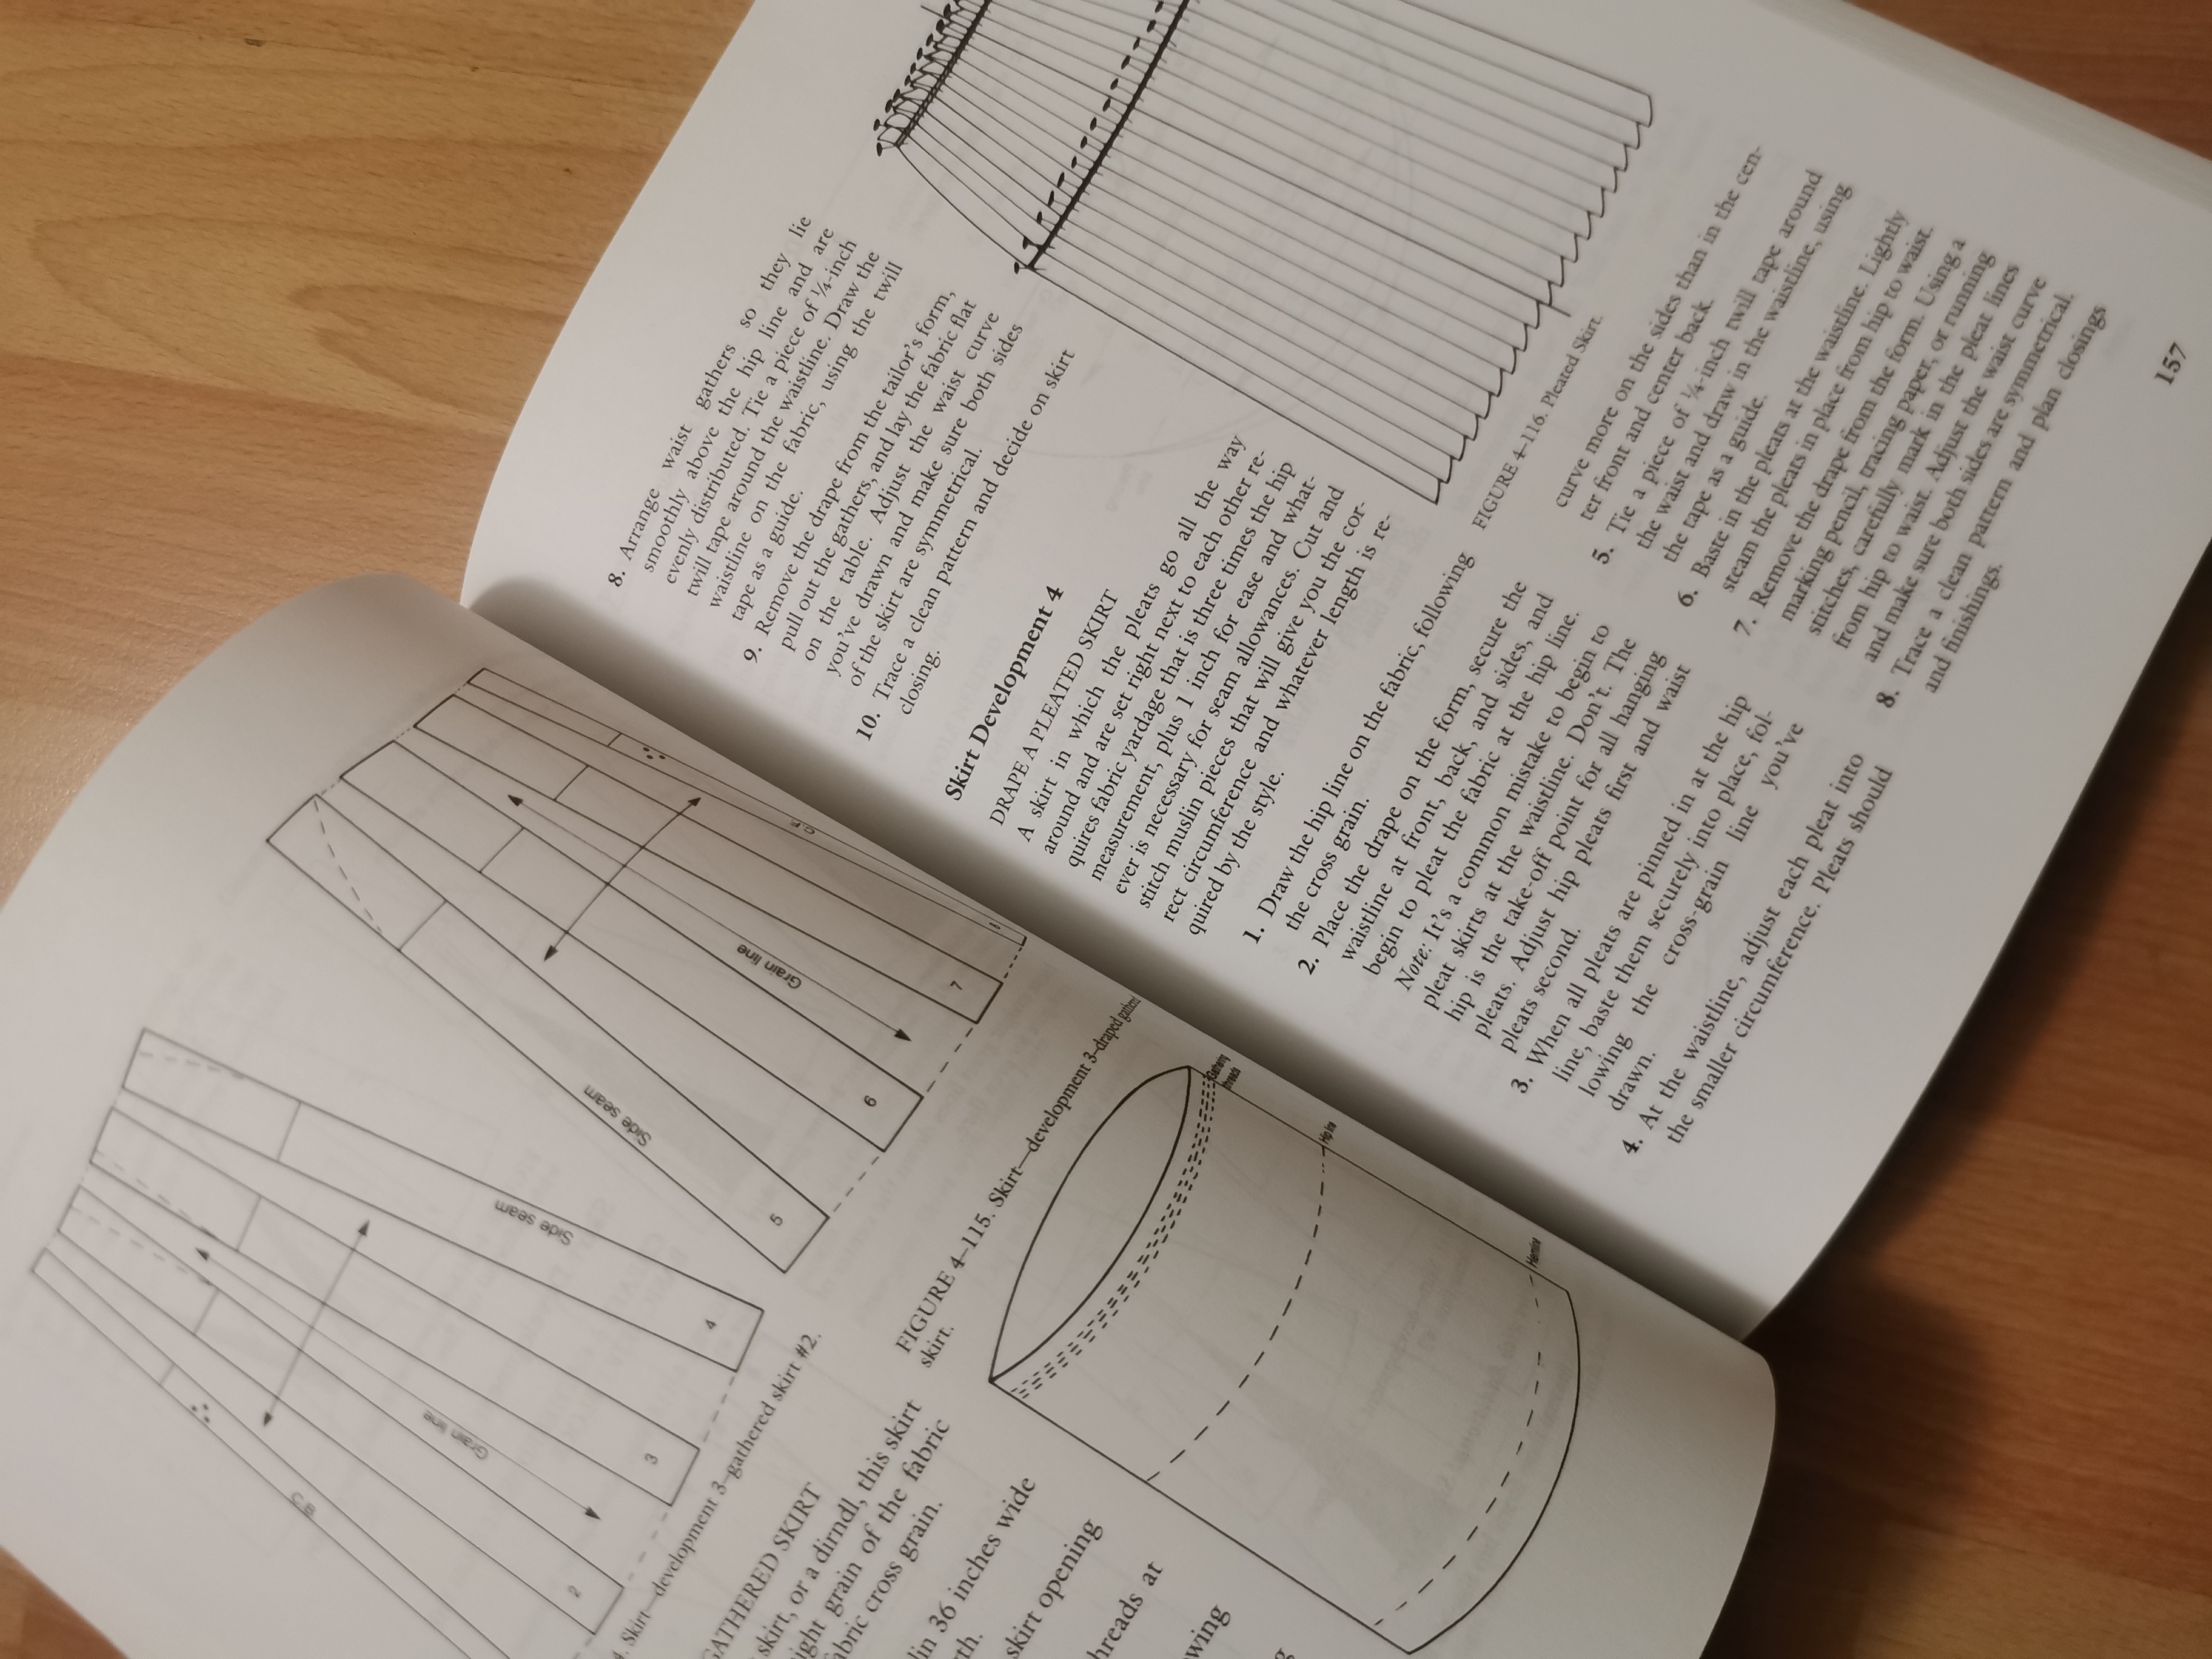 C.F.
Grain line
Side seam
8
7
6
5
Side seam
Grain line
C.B.
4
3
2
4. Skirt—development 3–gathered skirt #2.
GATHERED SKIRT
skirt, or a dirndl, this skirt
ight grain of the fabric
abric cross grain.
lin 36 inches wide
th.
skirt opening
hreads at
wing
g
FIGURE 4–115. Skirt—development 3–draped gathered
skirt.
Gathering
threads
Hip line
Hemline
8. Arrange waist gathers so they lie
smoothly above the hip line and are
evenly distributed. Tie a piece of ¼-inch
twill tape around the waistline. Draw the
waistline on the fabric, using the twill
tape as a guide.
9. Remove the drape from the tailor's form,
pull out the gathers, and lay the fabric flat
on the table. Adjust the waist curve
you've drawn and make sure both sides
of the skirt are symmetrical.
10. Trace a clean pattern and decide on skirt
closing.
Skirt Development 4
DRAPE A PLEATED SKIRT
A skirt in which the pleats go all the way
around and are set right next to each other re-
quires fabric yardage that is three times the hip
measurement, plus 1 inch for ease and what-
ever is necessary for seam allowances. Cut and
stitch muslin pieces that will give you the cor-
rect circumference and whatever length is re-
quired by the style.
1. Draw the hip line on the fabric, following
the cross grain.
2. Place the drape on the form, secure the
waistline at front, back, and sides, and
begin to pleat the fabric at the hip line.
Note: It's a common mistake to begin to
pleat skirts at the waistline. Don't. The
hip is the take-off point for all hanging
pleats. Adjust hip pleats first and waist
pleats second.
3. When all pleats are pinned in at the hip
line, baste them securely into place, fol-
lowing the cross-grain line you've
drawn.
4. At the waistline, adjust each pleat into
the smaller circumference. Pleats should
FIGURE 4–116. Pleated Skirt.
curve more on the sides than in the cen-
ter front and center back.
5. Tie a piece of ¼-inch twill tape around
the waist and draw in the waistline, using
the tape as a guide.
6. Baste in the pleats at the waistline. Lightly
steam the pleats in place from hip to waist.
7. Remove the drape from the form. Using a
marking pencil, tracing paper, or running
stitches, carefully mark in the pleat lines
from hip to waist. Adjust the waist curve
and make sure both sides are symmetrical.
8. Trace a clean pattern and plan closings
and finishings.
157